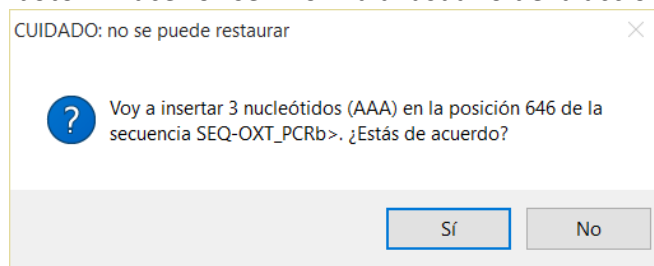 CUIDADO: no se puede restaurar
Voy a insertar 3 nucleótidos (AAA) en la posición 646 de la
secuencia SEQ-OXT_PCRb>. ¿Estás de acuerdo?
Sí
No